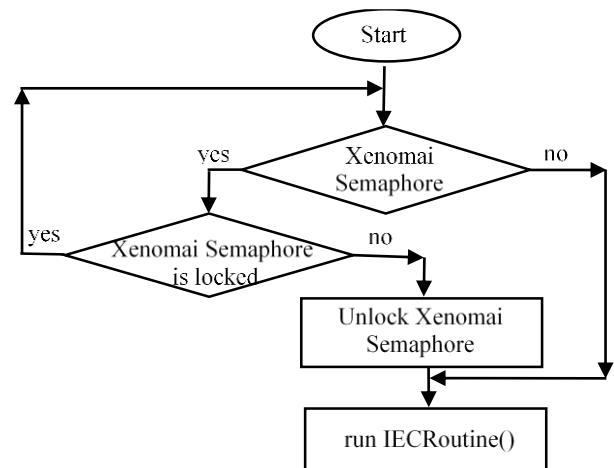 Start
yes
Xenomai
Semaphore
no
yes
Xenomai Semaphore
is locked
no
Unlock Xenomai
Semaphore
run IECRoutine()